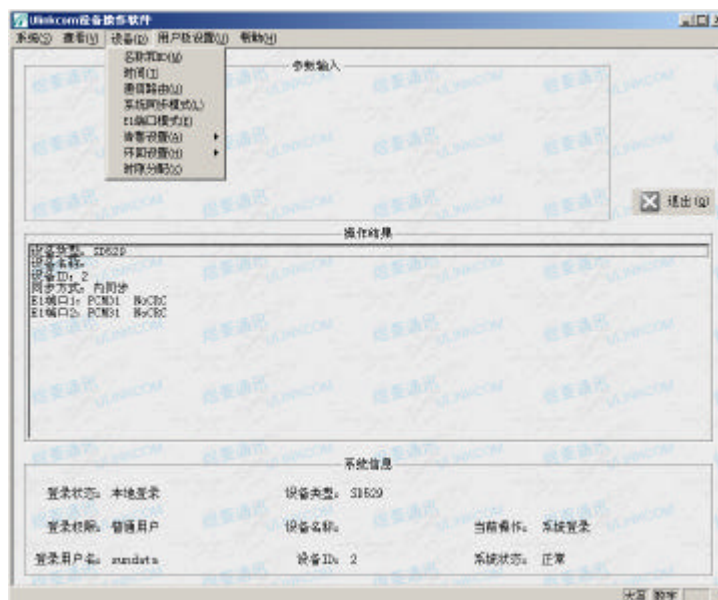 Ulinkcom设备操作软件
系统(S) 查看(V) 设备(D) 用户板设置(U) 帮助(H)
名称和ID(M)
时间(T)
通信路由(U)
系统同步模式(L)
E1端口模式(E)
告警设置(A)
环回设置(H)
时隙分配(X)
参数输入
退出(Q)
操作结果
设备类型: SD529
设备名称:
设备ID: 2
同步方式: 内同步
E1端口1: PCM31 NoCRC
E1端口2: PCM31 NoCRC
系统信息
登录状态: 本地登录 设备类型: SD529
登录权限: 普通用户 设备名称: 当前操作: 系统登录
登录用户名: sundata 设备ID: 2 系统状态: 正常
大写 数字